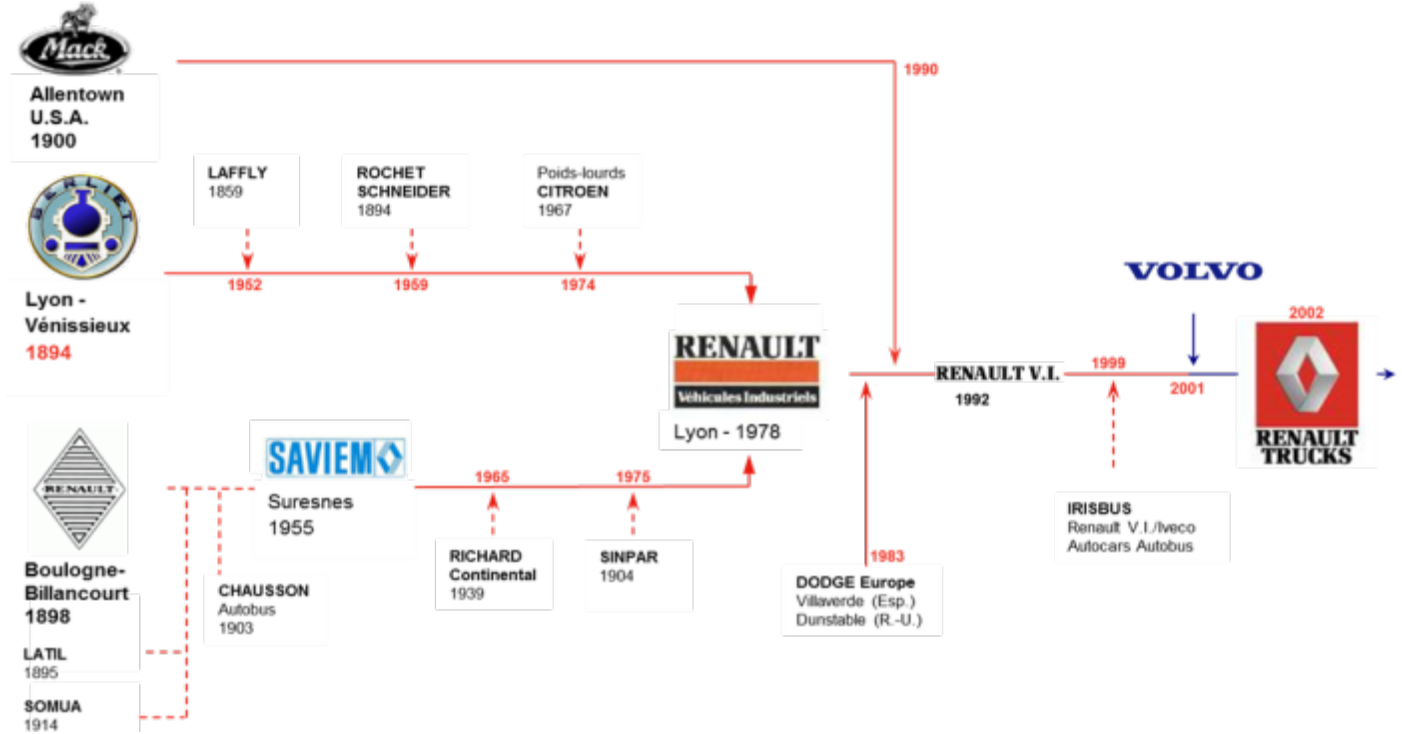 Mack
Allentown
U.S.A.
1900
1990
LAFFLY
1859
ROCHET
SCHNEIDER
1894
Poids-lourds
CITROEN
1967
BERLIET
Lyon -
Vénissieux
1894
1952
1959
1974
VOLVO
RENAULT
Véhicules Industriels
Lyon - 1978
RENAULT V.I.
1992
1999
2001
2002
RENAULT
TRUCKS
RENAULT
Boulogne-
Billancourt
1898
LATIL
1895
SOMUA
1914
SAVIEM
Suresnes
1955
CHAUSSON
Autobus
1903
1965
1975
RICHARD
Continental
1939
SINPAR
1904
1983
DODGE Europe
Villaverde (Esp.)
Dunstable (R.-U.)
IRISBUS
Renault V.I./Iveco
Autocars Autobus